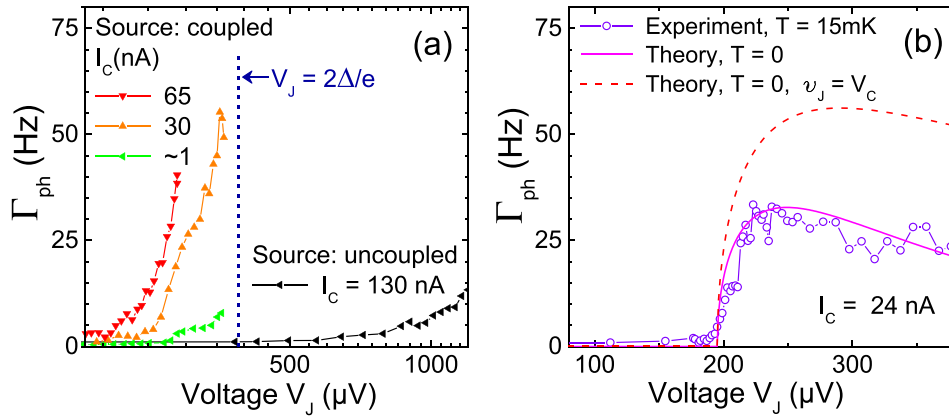 75
50
25
0
Γph (Hz)
Source: coupled
IC(nA)
65
30
~1
VJ = 2Δ/e
(a)
Source: uncoupled
IC = 130 nA
500
1000
Voltage VJ (µV)
75
50
25
0
Γph (Hz)
(b)
Experiment, T = 15mK
Theory, T = 0
Theory, T = 0, υJ = VC
IC = 24 nA
100
200
300
Voltage VJ (µV)